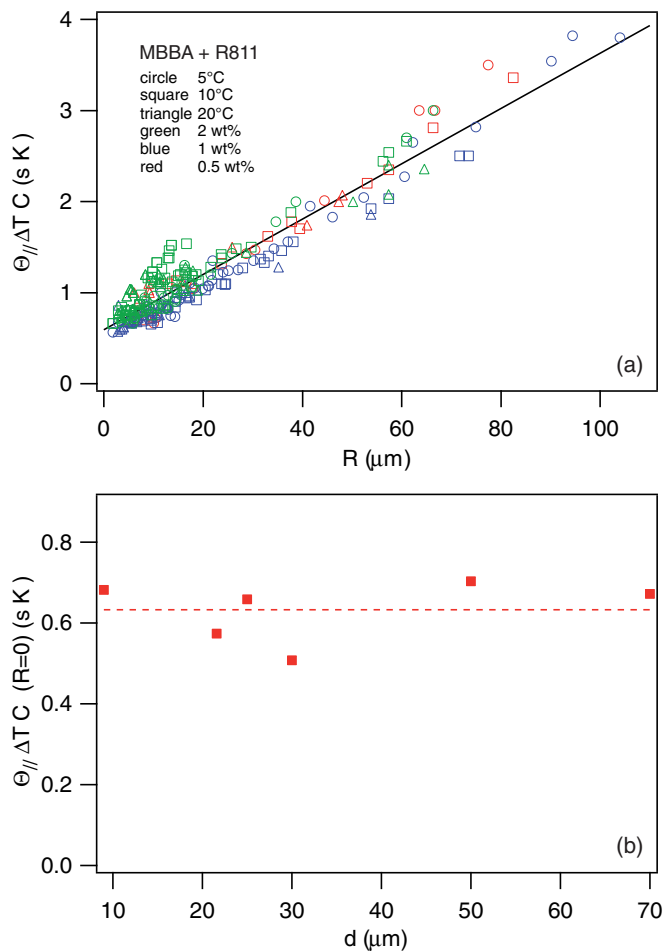 4
3
2
1
0
Θ// ΔT C (s K)
MBBA + R811
circle 5°C
square 10°C
triangle 20°C
green 2 wt%
blue 1 wt%
red 0.5 wt%
(a)
0 20 40 60 80 100
R (μm)
0.8
0.6
0.4
0.2
0.0
Θ// ΔT C (R=0) (s K)
(b)
10 20 30 40 50 60 70
d (μm)